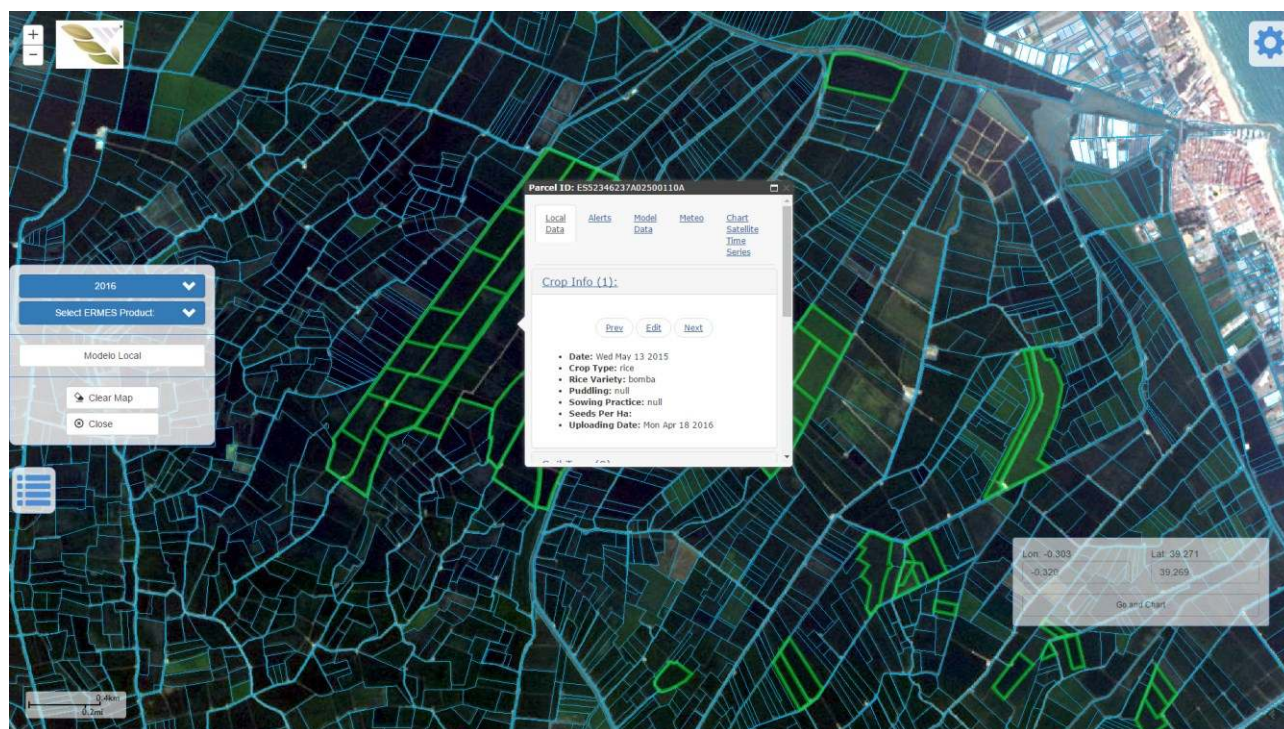 +
−
Parcel ID: ES52346237A02500110A
Local Data
Alerts
Model Data
Meteo
Chart Satellite Time Series
Crop Info (1):
Prev
Edit
Next
Date: Wed May 13 2015
Crop Type: rice
Rice Variety: bomba
Puddling: null
Sowing Practice: null
Seeds Per Ha:
Uploading Date: Mon Apr 18 2016
2016
Select ERMES Product:
Modelo Local
Clear Map
Close
Lon: -0.303
Lat: 39.271
-0.320
39.269
Go and Chart
0.4km
0.2mi